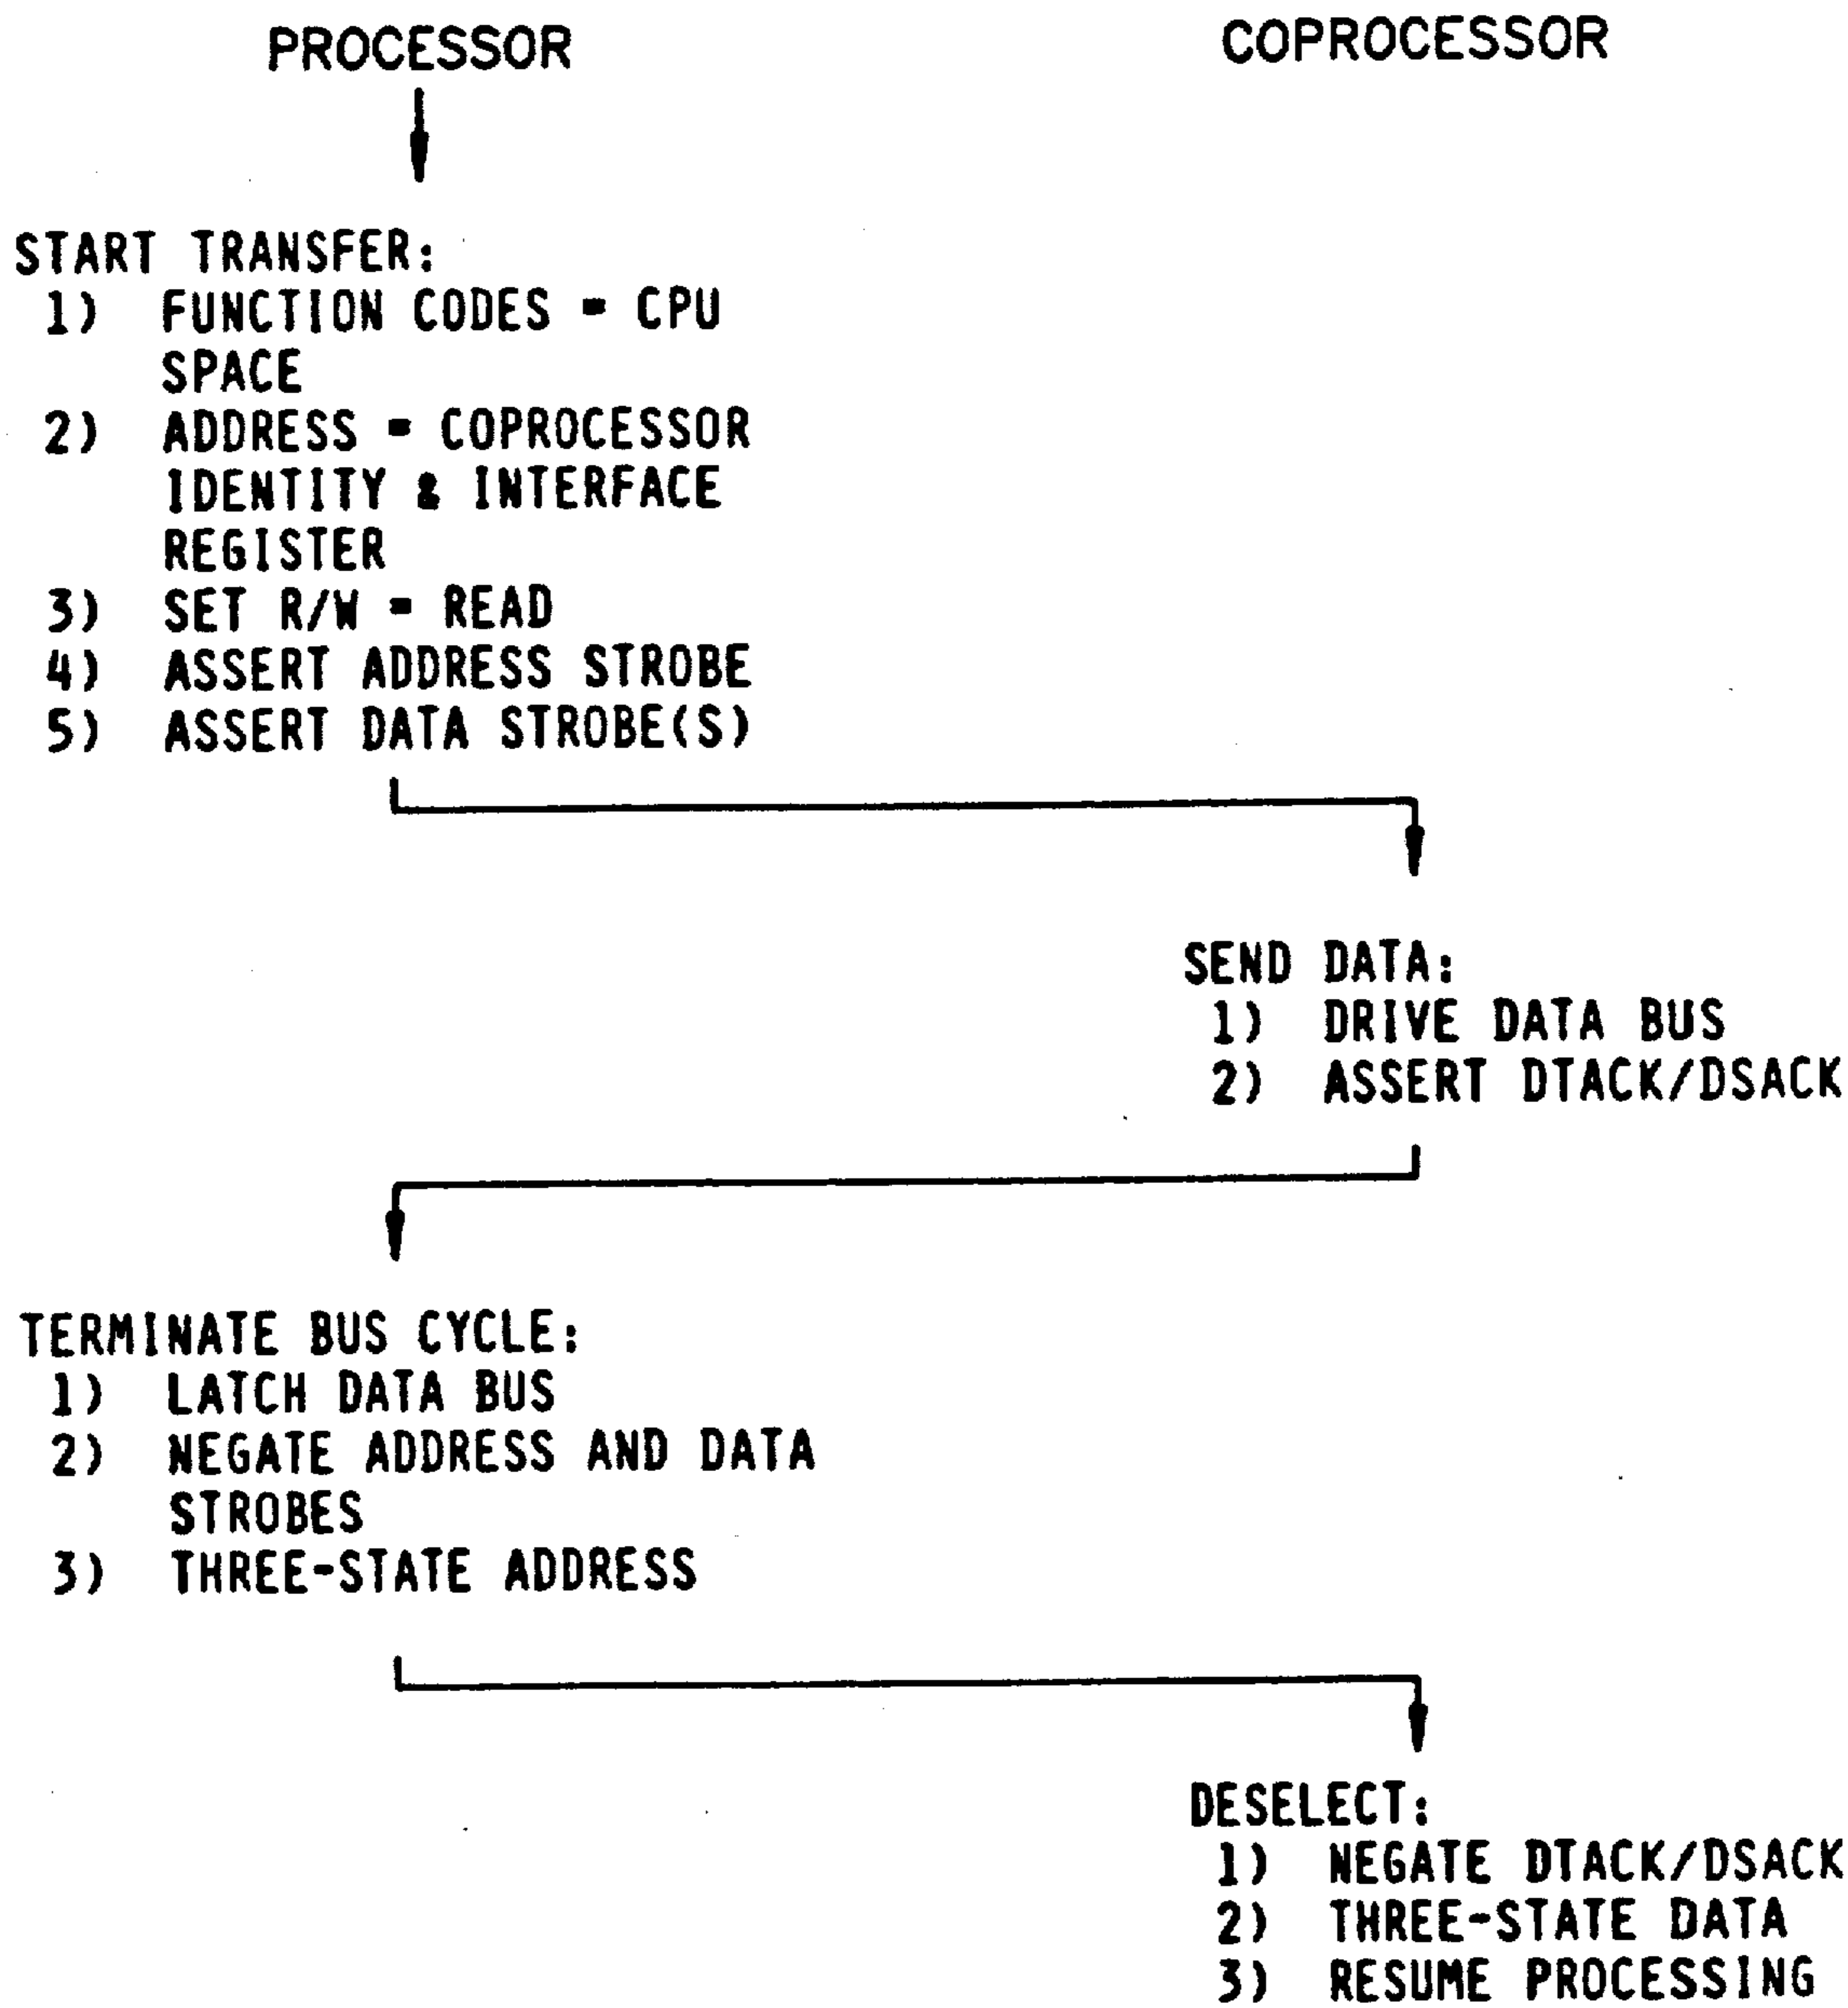 PROCESSOR
COPROCESSOR
START TRANSFER:
1) FUNCTION CODES = CPU
SPACE
2) ADDRESS = COPROCESSOR
IDENTITY & INTERFACE
REGISTER
3) SET R/W = READ
4) ASSERT ADDRESS STROBE
5) ASSERT DATA STROBE(S)
SEND DATA:
1) DRIVE DATA BUS
2) ASSERT DTACK/DSACK
TERMINATE BUS CYCLE:
1) LATCH DATA BUS
2) NEGATE ADDRESS AND DATA
STROBES
3) THREE-STATE ADDRESS
DESELECT:
1) NEGATE DTACK/DSACK
2) THREE-STATE DATA
3) RESUME PROCESSING